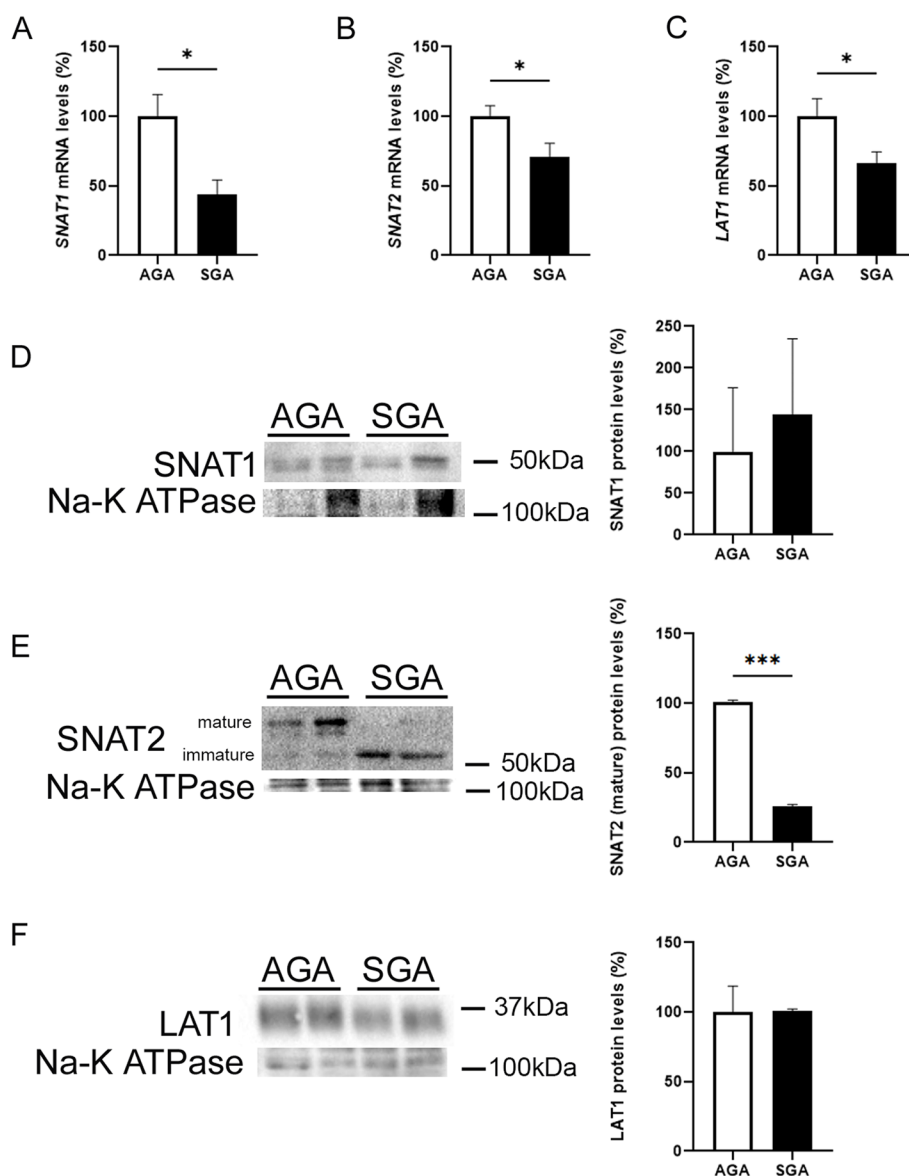 A
SNAT1 mRNA levels (%)
150
100
50
0
*
AGA SGA
B
SNAT2 mRNA levels (%)
150
100
50
0
*
AGA SGA
C
LAT1 mRNA levels (%)
150
100
50
0
*
AGA SGA
D
AGA SGA
SNAT1
50kDa
Na-K ATPase
100kDa
SNAT1 protein levels (%)
250
200
150
100
50
0
AGA SGA
E
AGA SGA
SNAT2
mature
immature
50kDa
Na-K ATPase
100kDa
SNAT2 (mature) protein levels (%)
150
100
50
0
***
AGA SGA
F
AGA SGA
LAT1
37kDa
Na-K ATPase
100kDa
LAT1 protein levels (%)
150
100
50
0
AGA SGA